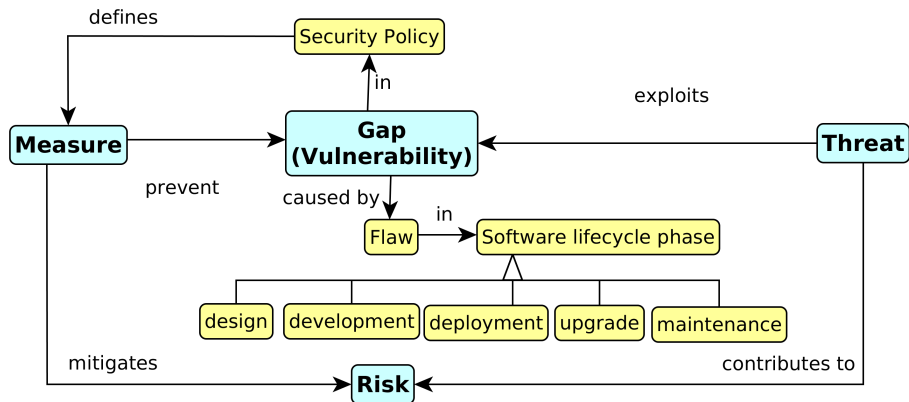 defines
Security Policy
in
exploits
Measure
Gap
(Vulnerability)
Threat
prevent
caused by
in
Flaw
Software lifecycle phase
design
development
deployment
upgrade
maintenance
mitigates
contributes to
Risk